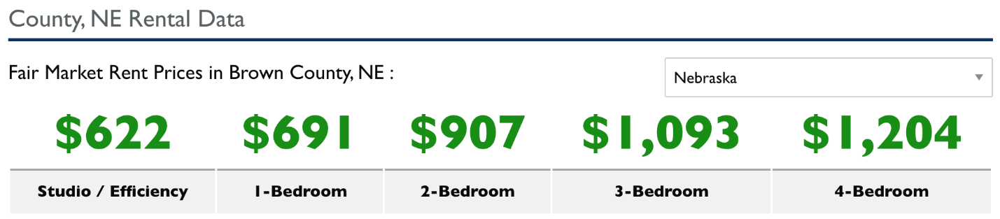 County, NE Rental Data
Fair Market Rent Prices in Brown County, NE :
Nebraska
$622 $691 $907 $1,093 $1,204
Studio / Efficiency 1-Bedroom 2-Bedroom 3-Bedroom 4-Bedroom